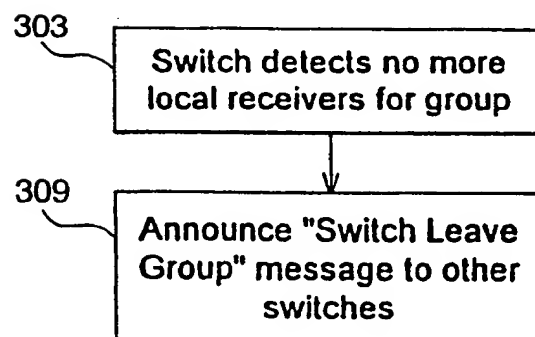 303
Switch detects no more
local receivers for group
309
Announce "Switch Leave
Group" message to other
switches